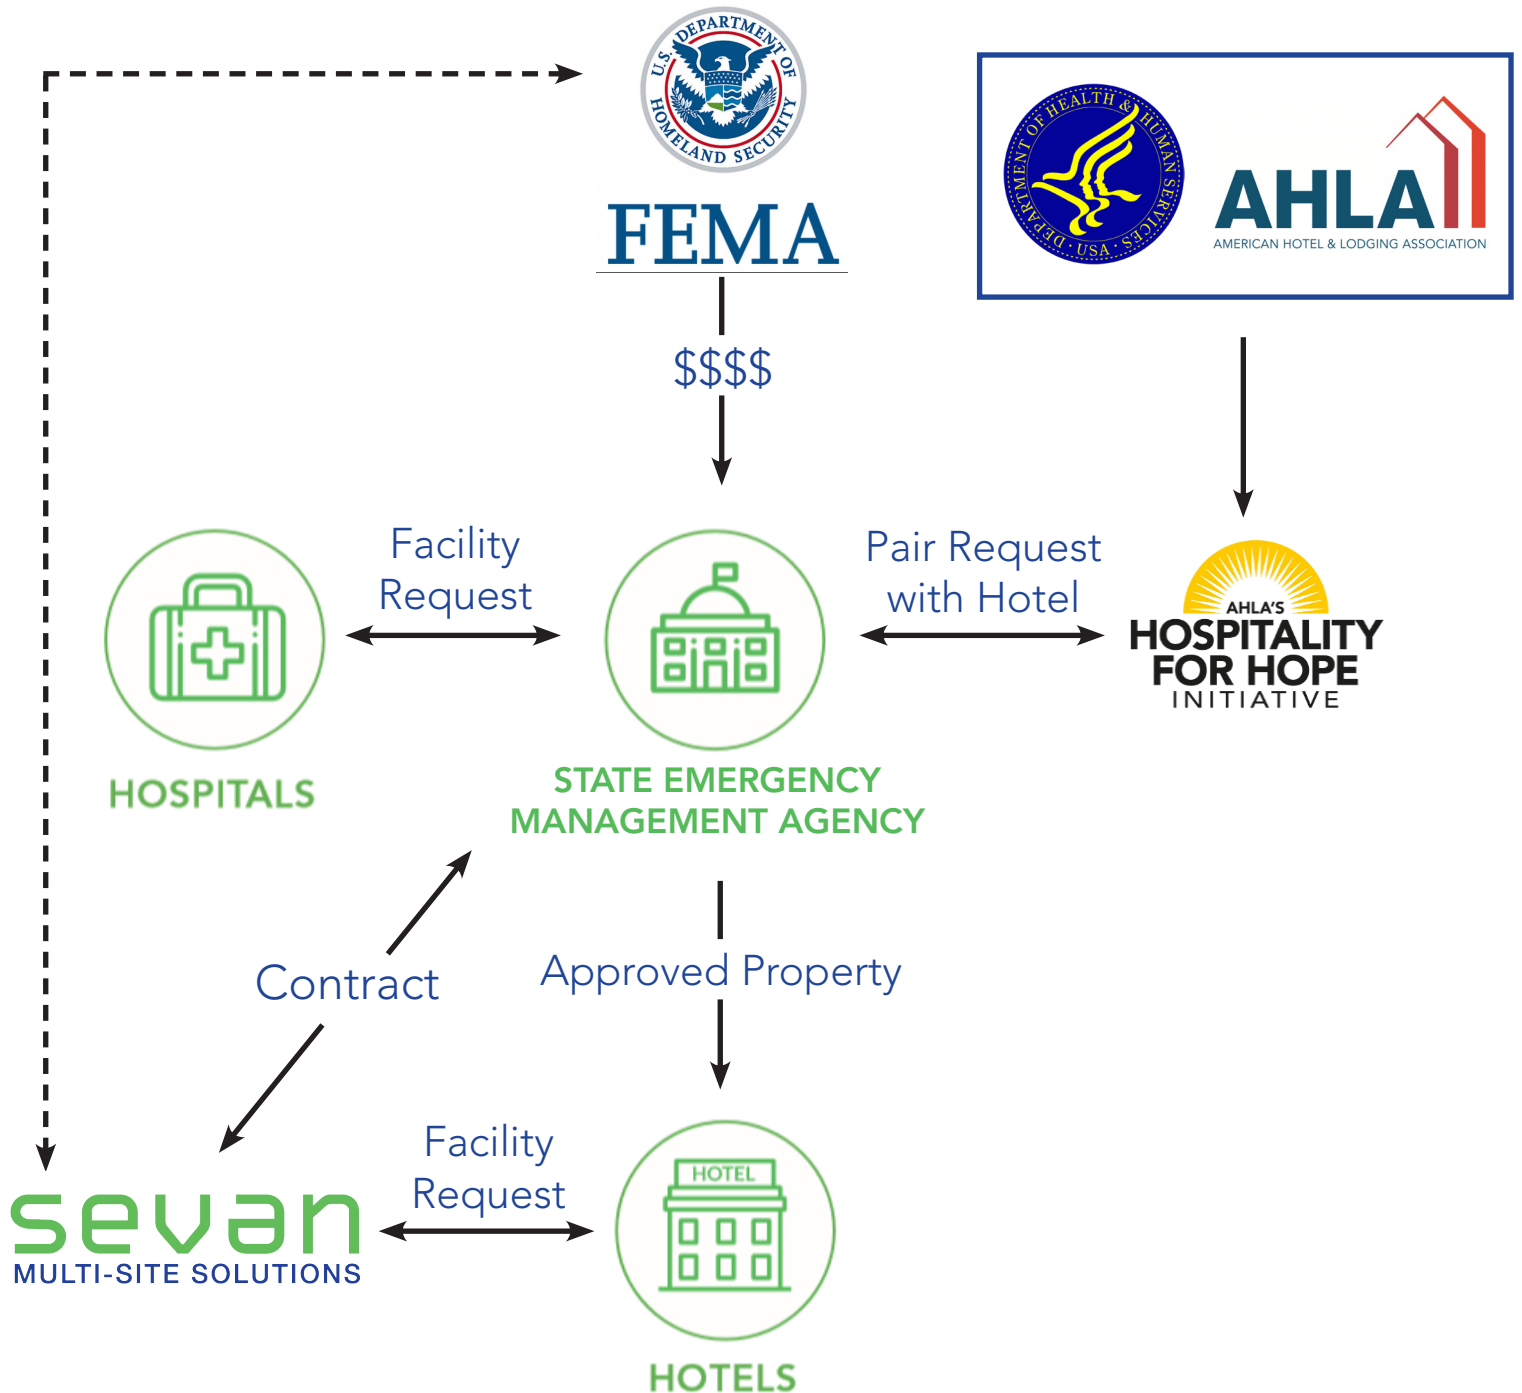 U.S. DEPARTMENT OF
HOMELAND SECURITY
FEMA
DEPARTMENT OF HEALTH & HUMAN SERVICES
· USA ·
AHLA
AMERICAN HOTEL & LODGING ASSOCIATION
$$$$
Facility
Request
Pair Request
with Hotel
AHLA'S
HOSPITALITY
FOR HOPE
INITIATIVE
HOSPITALS
STATE EMERGENCY
MANAGEMENT AGENCY
Contract
Approved Property
Facility
Request
HOTEL
sevan
MULTI-SITE SOLUTIONS
HOTELS